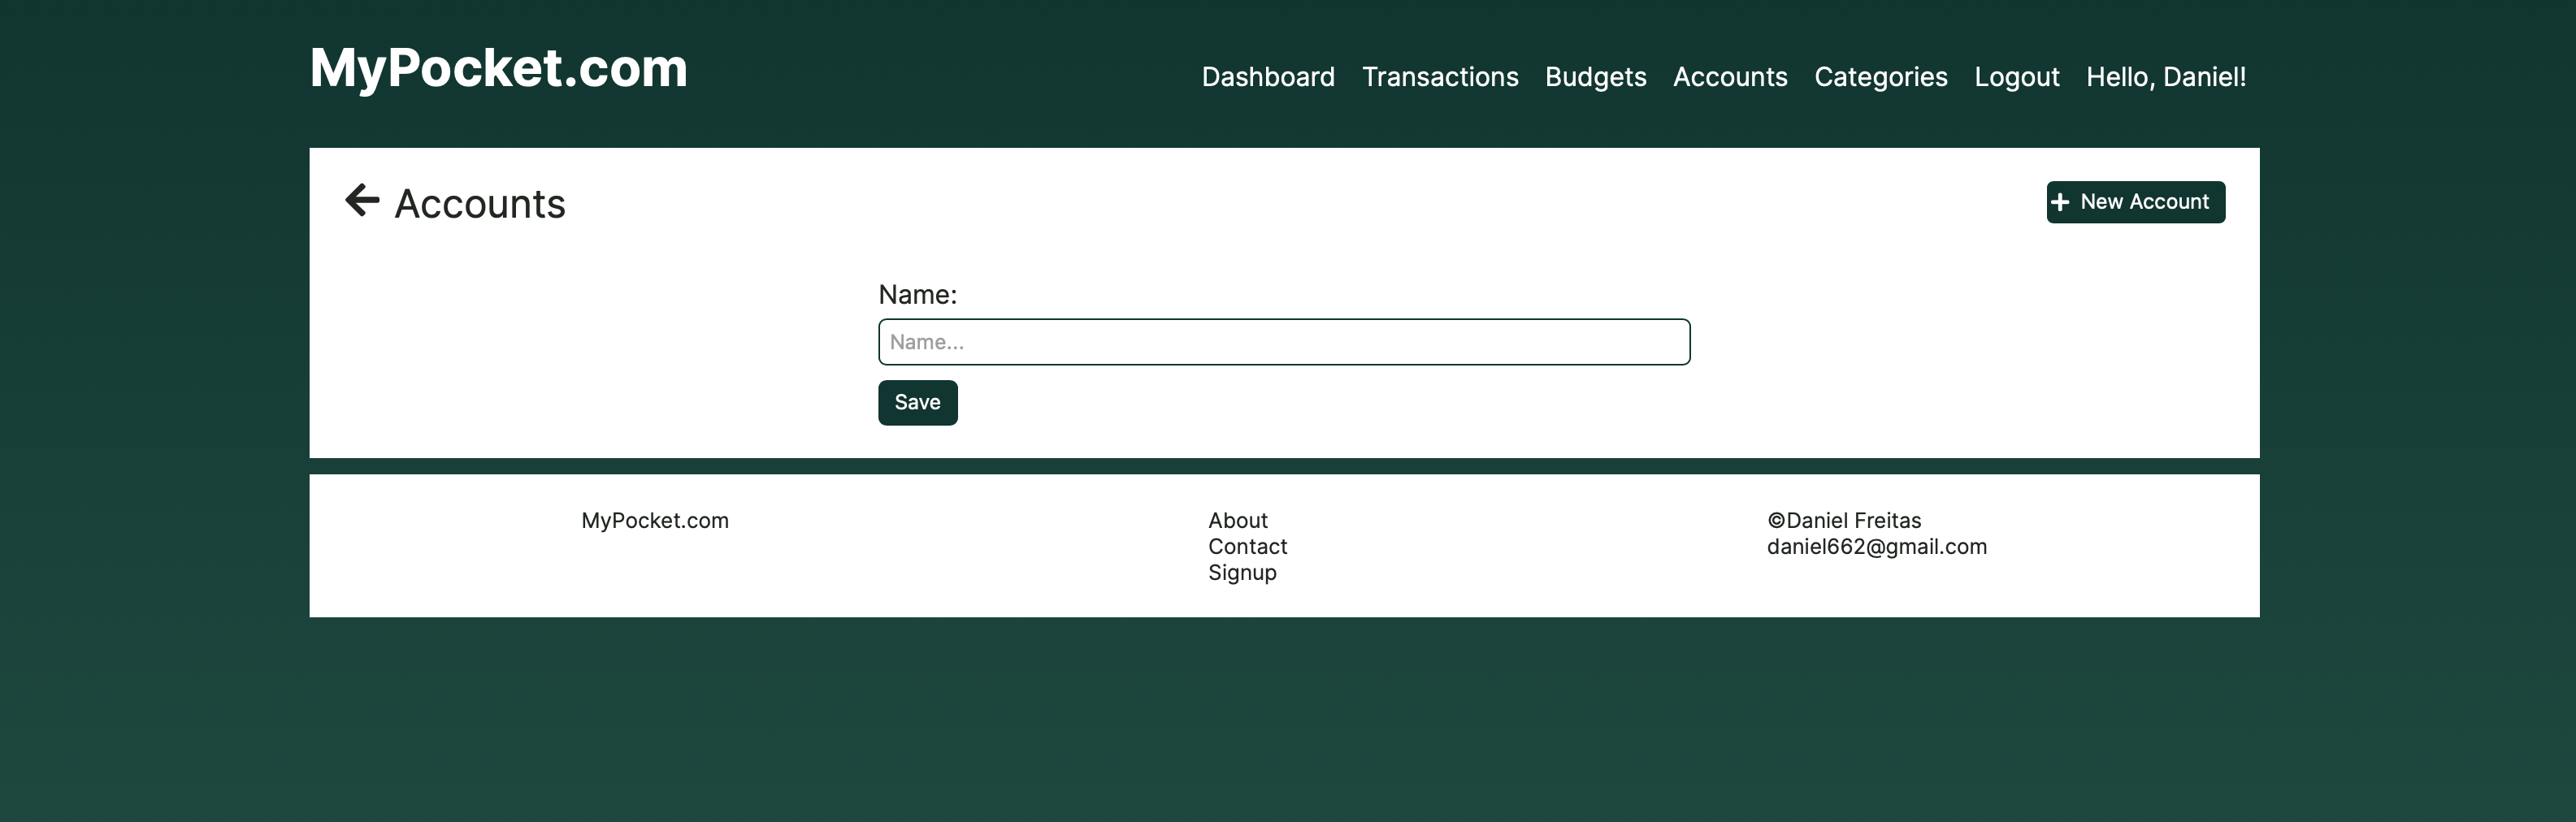 MyPocket.com
Dashboard Transactions Budgets Accounts Categories Logout Hello, Daniel!
Accounts
New Account
Name:
Name...
Save
MyPocket.com
About
Contact
Signup
©Daniel Freitas
daniel662@gmail.com